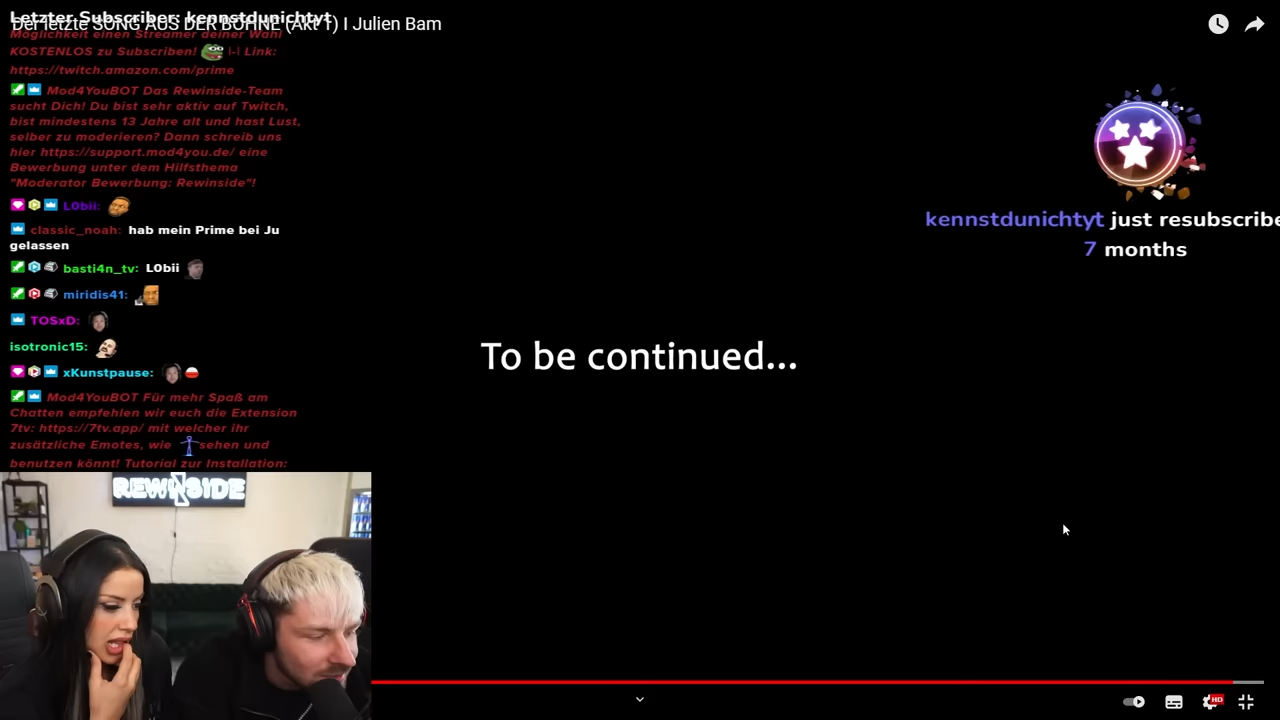 Letzter Subscriber: kennstdunichtyt
Der letzte SONG AUS DER BOHNE (Akt 1) I Julien Bam
Möglichkeit einen Streamer deiner Wahl
KOSTENLOS zu Subscriben! |-| Link:
https://twitch.amazon.com/prime
Mod4YouBOT Das Rewinside-Team
sucht Dich! Du bist sehr aktiv auf Twitch,
bist mindestens 13 Jahre alt und hast Lust,
selber zu moderieren? Dann schreib uns
hier https://support.mod4you.de/ eine
Bewerbung unter dem Hilfsthema
"Moderator Bewerbung: Rewinside"!
L0bii:
classic_noah: hab mein Prime bei Ju
gelassen
basti4n_tv: L0bii
miridis41:
TOSxD:
isotronic15:
xKunstpause:
Mod4YouBOT Für mehr Spaß am
Chatten empfehlen wir euch die Extension
7tv: https://7tv.app/ mit welcher ihr
zusätzliche Emotes, wie sehen und
benutzen könnt! Tutorial zur Installation:
kennstdunichtyt just resubscribe
7 months
To be continued...
REWINSIDE
HD